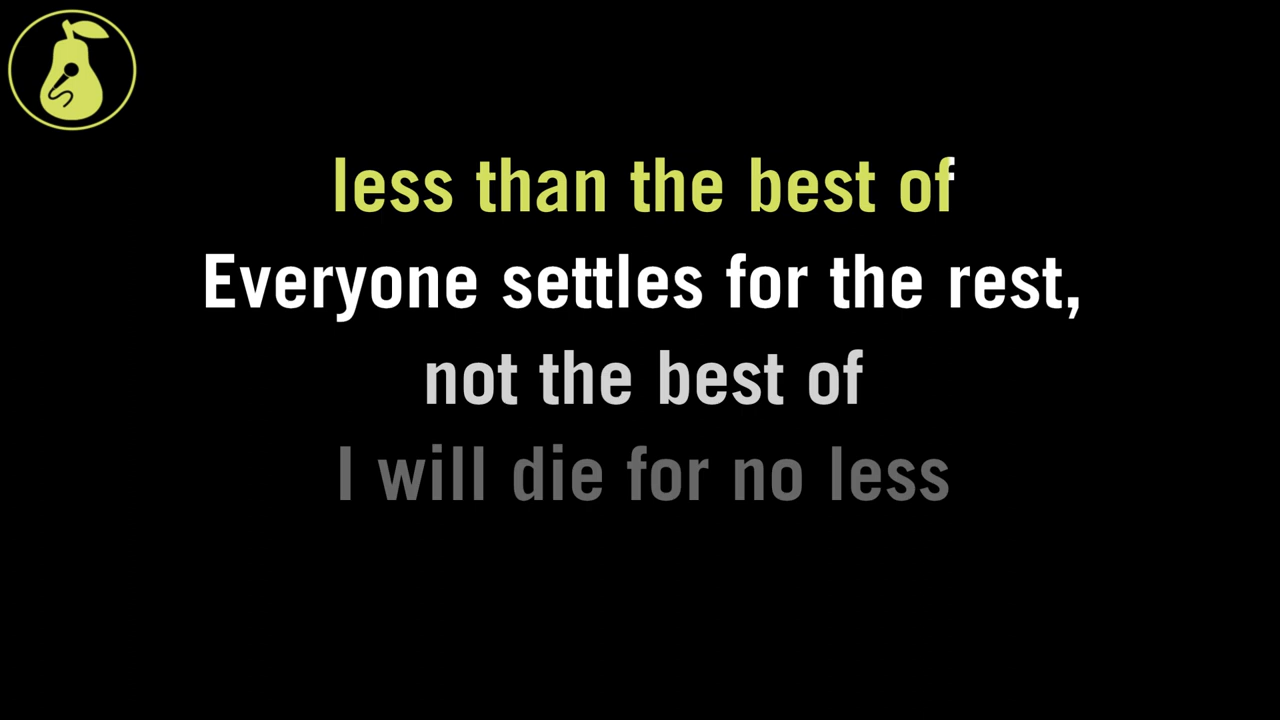 less than the best of
Everyone settles for the rest,
not the best of
I will die for no less